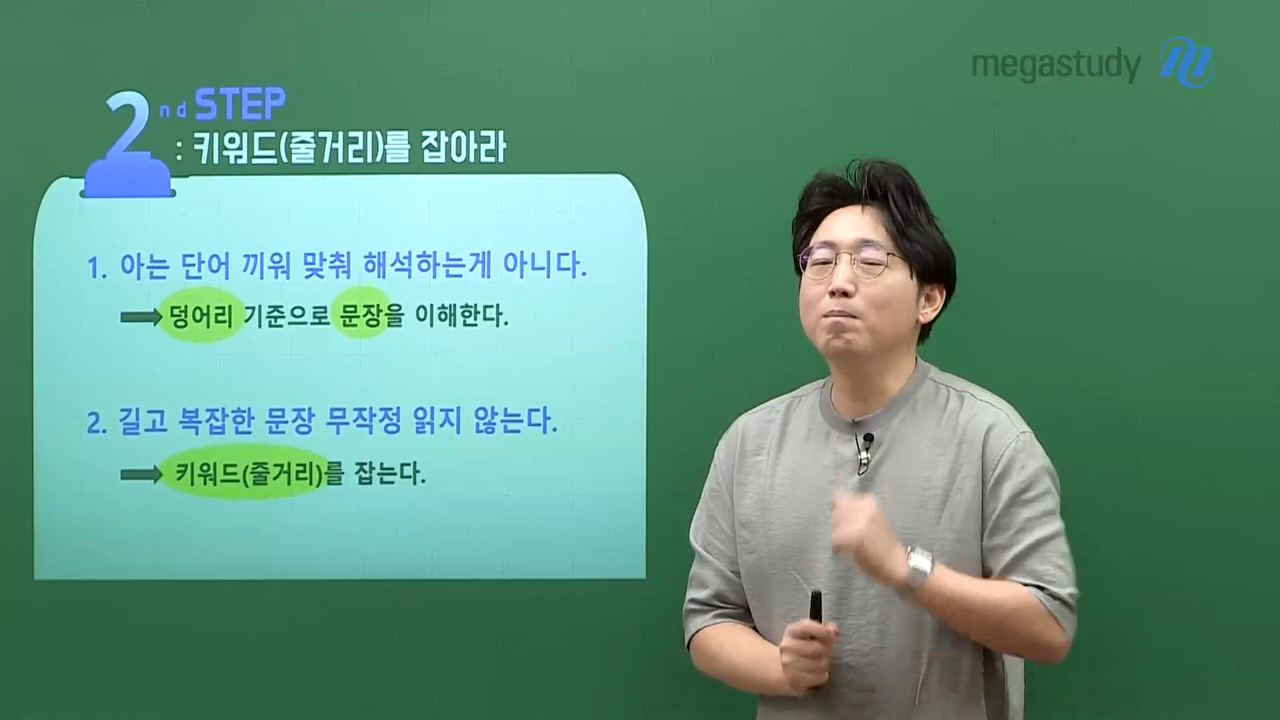 megastudy
2nd STEP
: 키워드(줄거리)를 잡아라
1. 아는 단어 끼워 맞춰 해석하는게 아니다.
덩어리 기준으로 문장을 이해한다.
2. 길고 복잡한 문장 무작정 읽지 않는다.
키워드(줄거리)를 잡는다.